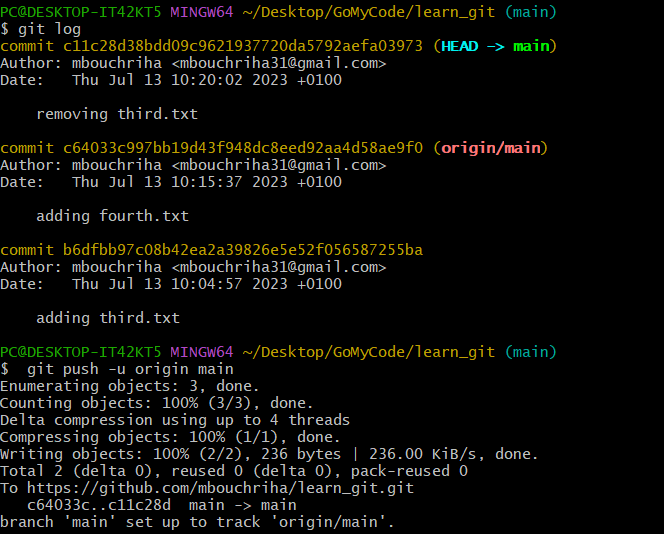 PC@DESKTOP-IT42KT5 MINGW64 ~/Desktop/GoMyCode/learn_git (main)
$ git log
commit c11c28d38bdd09c9621937720da5792aefa03973 (HEAD -> main)
Author: mbouchriha <mbouchriha31@gmail.com>
Date:   Thu Jul 13 10:20:02 2023 +0100
    removing third.txt
commit c64033c997bb19d43f948dc8eed92aa4d58ae9f0 (origin/main)
Author: mbouchriha <mbouchriha31@gmail.com>
Date:   Thu Jul 13 10:15:37 2023 +0100
    adding fourth.txt
commit b6dfbb97c08b42ea2a39826e5e52f056587255ba
Author: mbouchriha <mbouchriha31@gmail.com>
Date:   Thu Jul 13 10:04:57 2023 +0100
    adding third.txt
PC@DESKTOP-IT42KT5 MINGW64 ~/Desktop/GoMyCode/learn_git (main)
$  git push -u origin main
Enumerating objects: 3, done.
Counting objects: 100% (3/3), done.
Delta compression using up to 4 threads
Compressing objects: 100% (1/1), done.
Writing objects: 100% (2/2), 236 bytes | 236.00 KiB/s, done.
Total 2 (delta 0), reused 0 (delta 0), pack-reused 0
To https://github.com/mbouchriha/learn_git.git
   c64033c..c11c28d  main -> main
branch 'main' set up to track 'origin/main'.